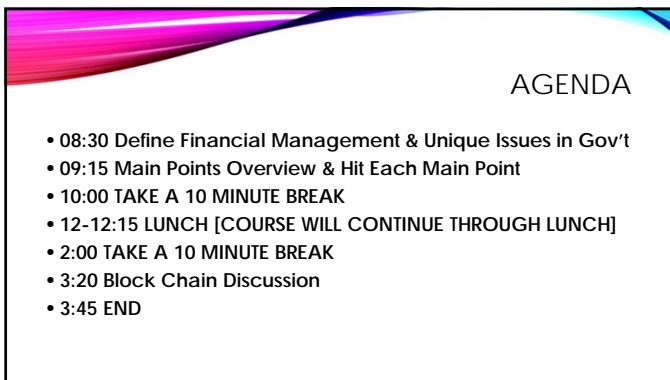 AGENDA
• 08:30 Define Financial Management & Unique Issues in Gov't
• 09:15 Main Points Overview & Hit Each Main Point
• 10:00 TAKE A 10 MINUTE BREAK
• 12-12:15 LUNCH [COURSE WILL CONTINUE THROUGH LUNCH]
• 2:00 TAKE A 10 MINUTE BREAK
• 3:20 Block Chain Discussion
• 3:45 END